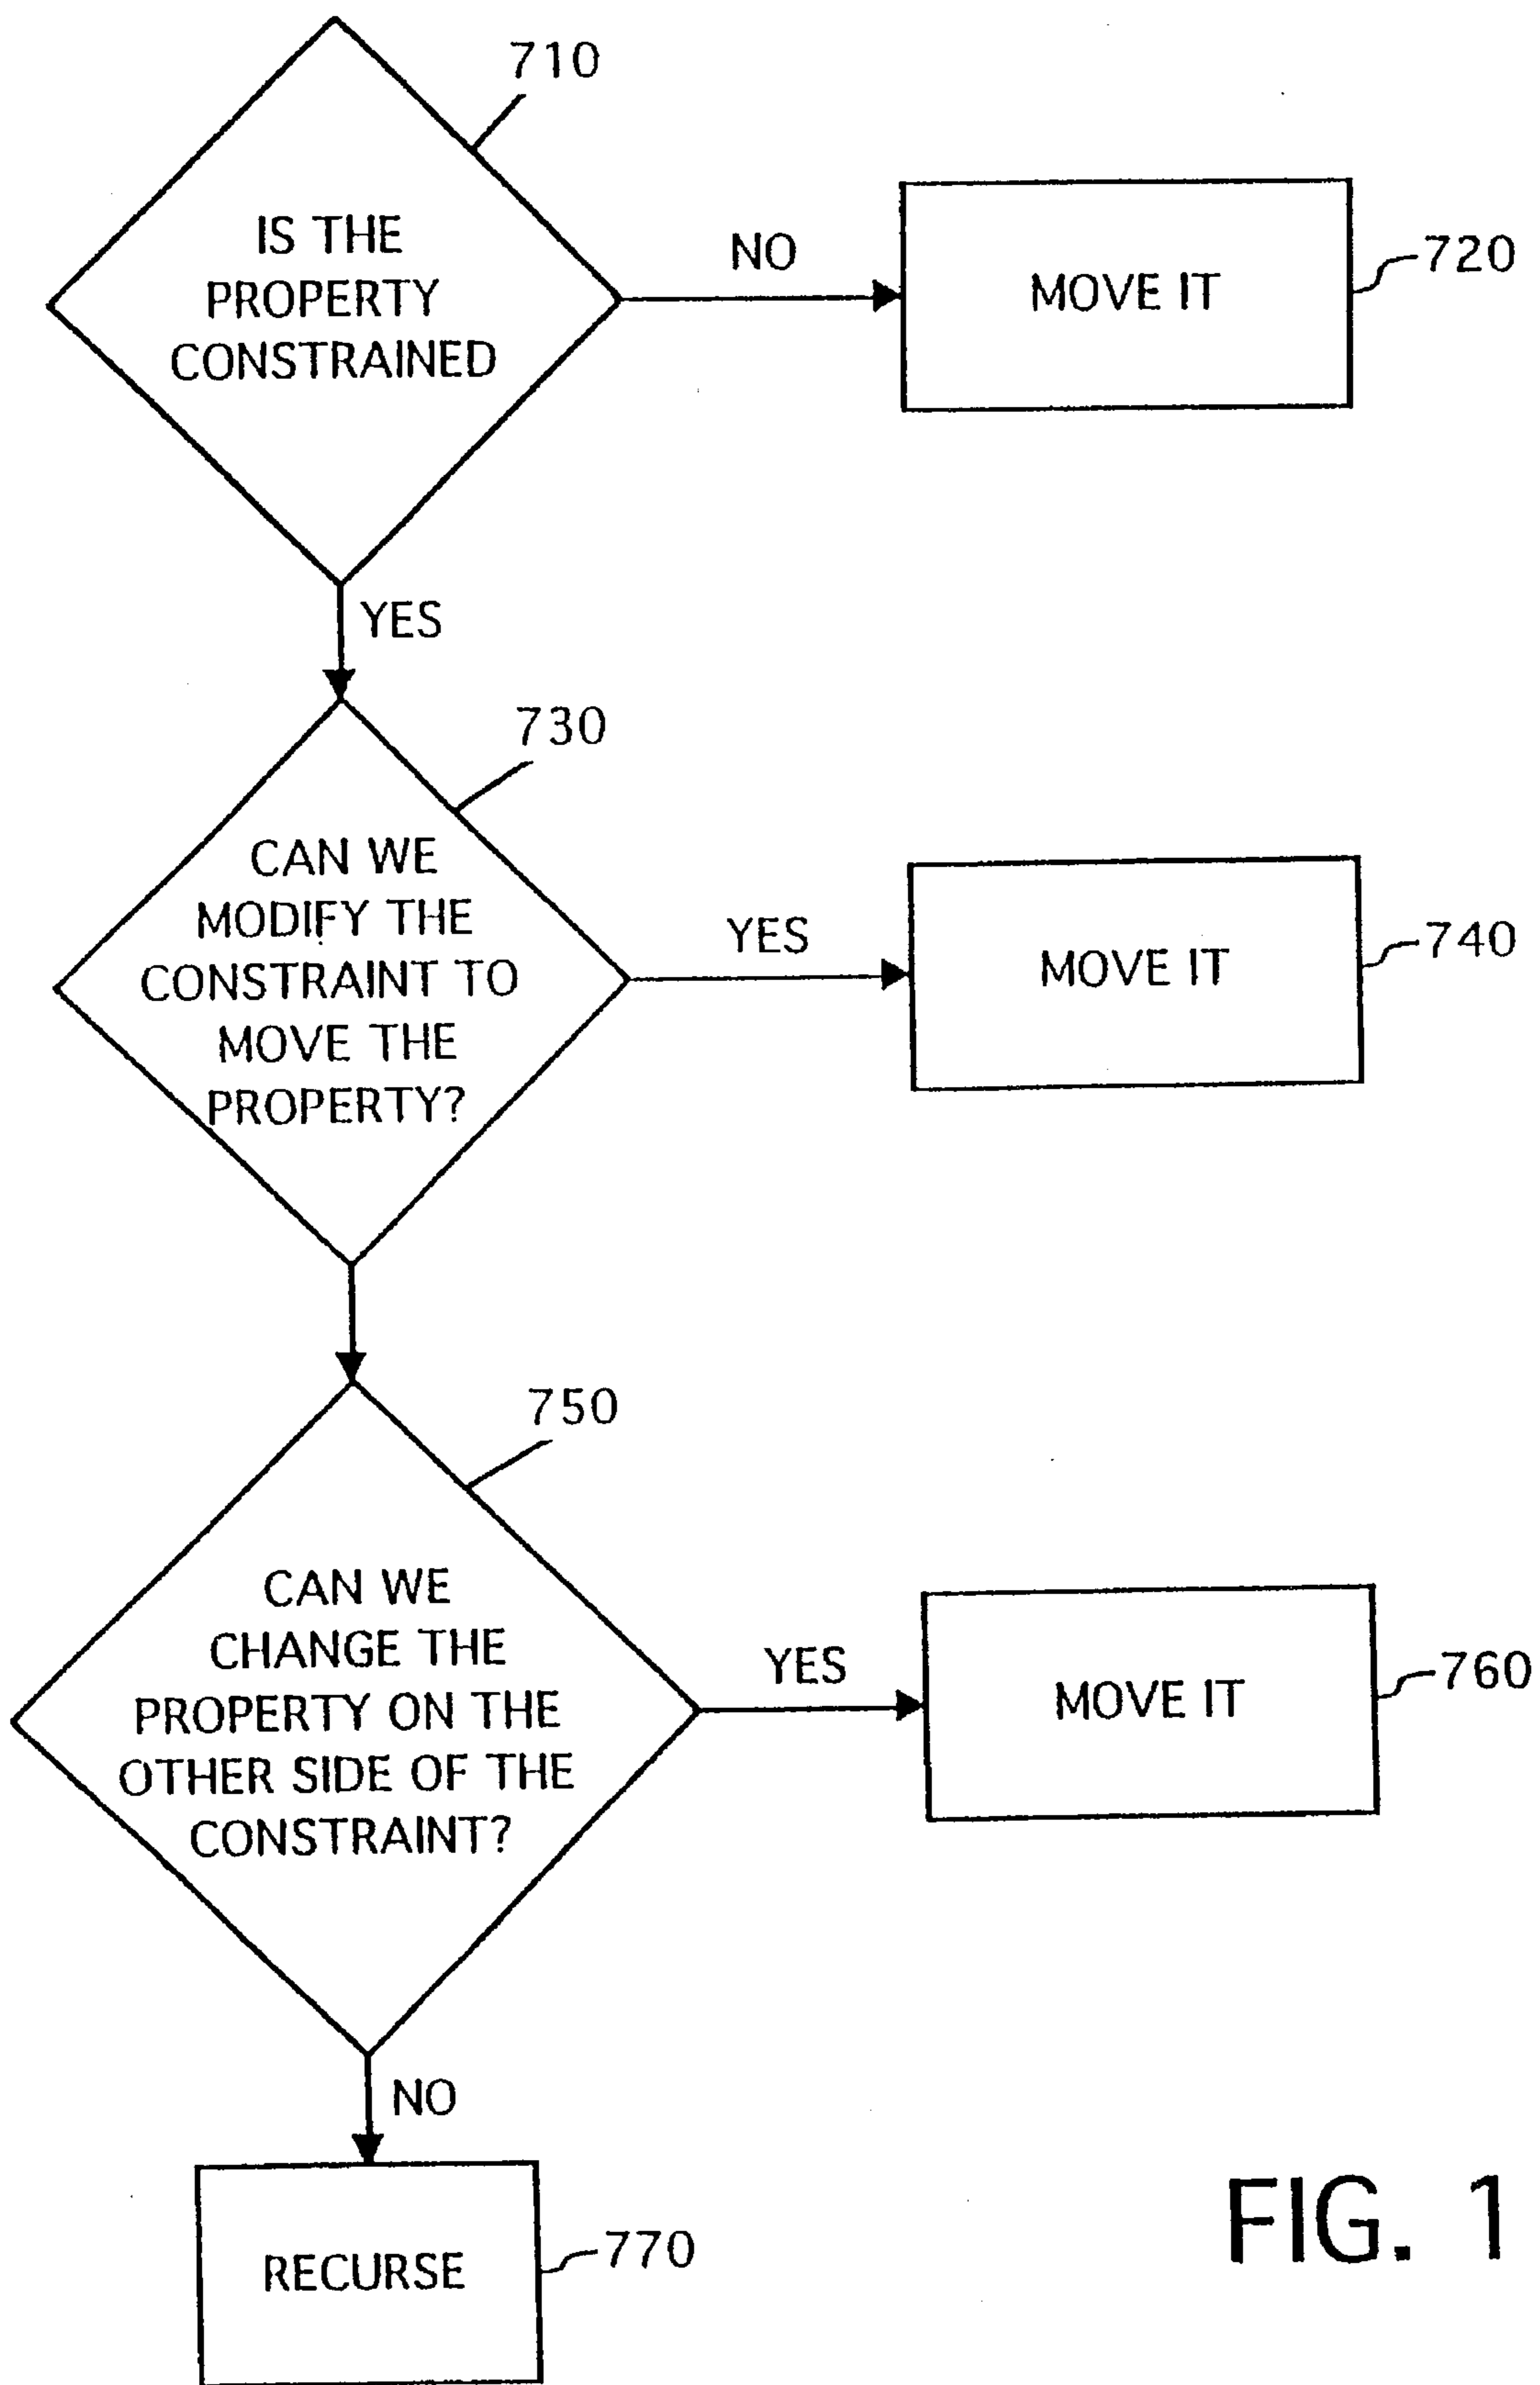 710
IS THE
PROPERTY
CONSTRAINED
NO
MOVE IT
720
YES
730
CAN WE
MODIFY THE
CONSTRAINT TO
MOVE THE
PROPERTY?
YES
MOVE IT
740
750
CAN WE
CHANGE THE
PROPERTY ON THE
OTHER SIDE OF THE
CONSTRAINT?
YES
MOVE IT
760
NO
RECURSE
770
FIG. 1